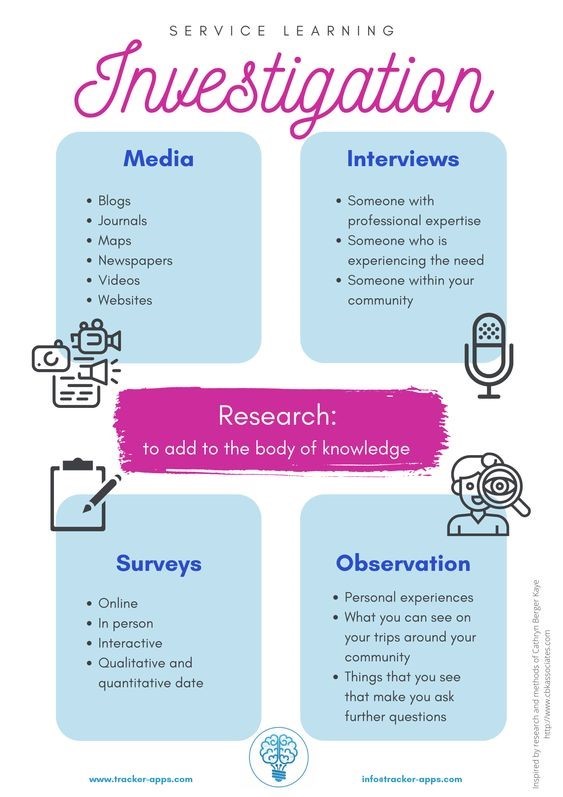 SERVICE LEARNING
Investigation
Media
• Blogs
• Journals
• Maps
• Newspapers
• Videos
• Websites
Interviews
• Someone with
professional expertise
• Someone who is
experiencing the need
• Someone within your
community
Research:
to add to the body of knowledge
Surveys
• Online
• In person
• Interactive
• Qualitative and
quantitative date
Observation
• Personal experiences
• What you can see on
your trips around your
community
• Things that you see
that make you ask
further questions
Inspired by research and methods of Cathryn Berger Kaye
http://www.cbkassociates.com
www.tracker-apps.com
info@tracker-apps.com